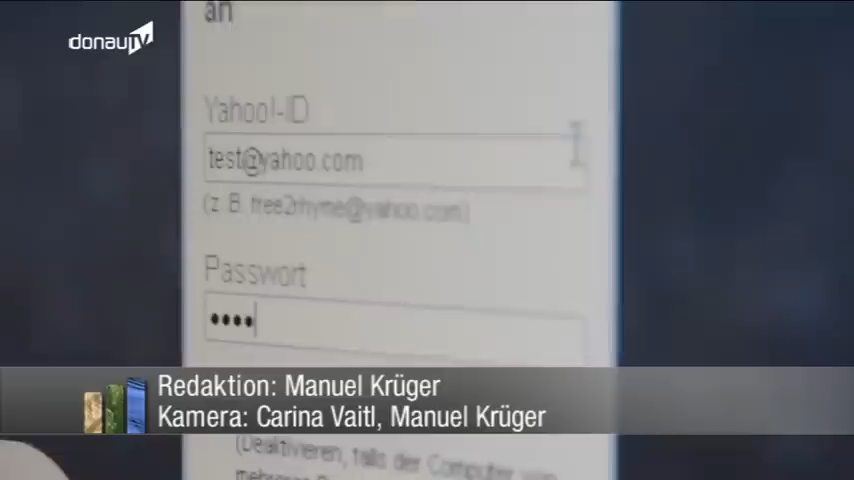 donauTV
an
Yahoo!-ID
test@yahoo.com
(z. B. free2rhyme@yahoo.com)
Passwort
••••
Redaktion: Manuel Krüger
Kamera: Carina Vaitl, Manuel Krüger
(Deaktivieren, falls der Computer von
mehreren